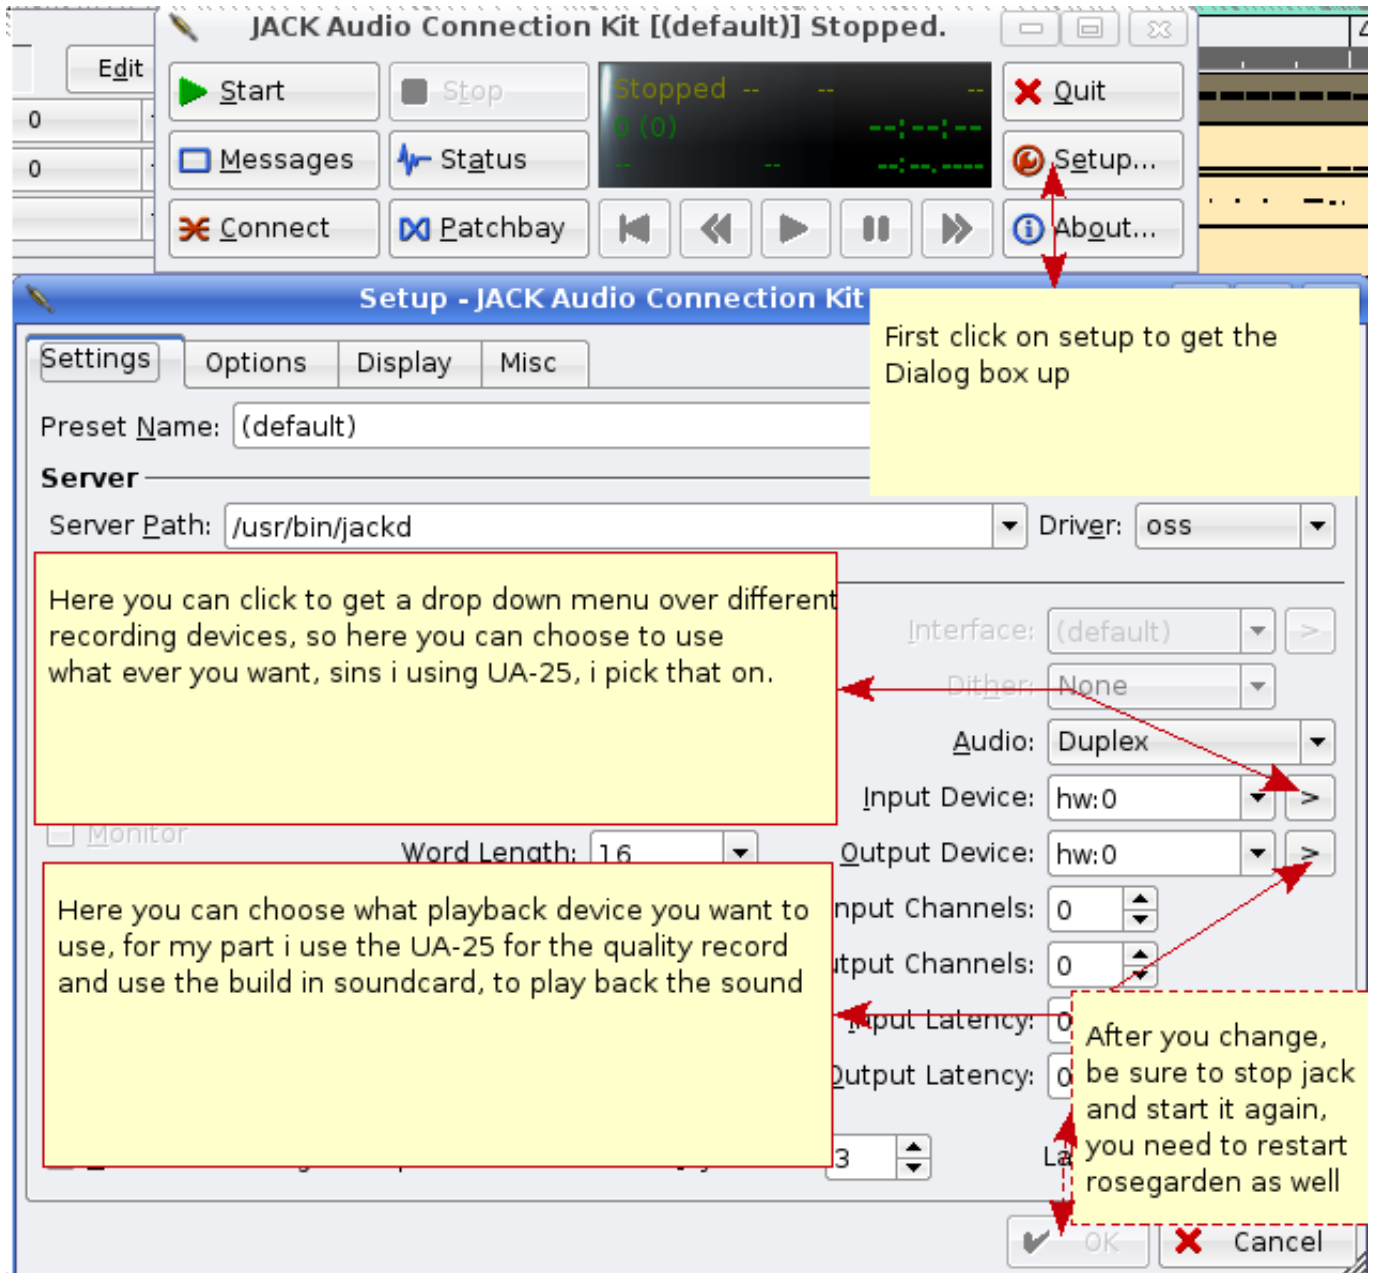 JACK Audio Connection Kit [(default)] Stopped.
Edit
Start
Stop
Stopped -- -- --
Quit
0
0 (0) --:--:--
Messages
Status
-- -- --:--.----
Setup...
0
Connect
Patchbay
About...
Setup - JACK Audio Connection Kit
First click on setup to get the
Dialog box up
Settings
Options
Display
Misc
Preset Name: (default)
Server
Server Path: /usr/bin/jackd
Driver: oss
Here you can click to get a drop down menu over different
recording devices, so here you can choose to use
what ever you want, sins i using UA-25, i pick that on.
Interface: (default) >
Dither: None
Audio: Duplex
Input Device: hw:0 >
Monitor
Word Length: 16
Output Device: hw:0 >
Here you can choose what playback device you want to
use, for my part i use the UA-25 for the quality record
and use the build in soundcard, to play back the sound
nput Channels: 0
tput Channels: 0
Input Latency: 0
Output Latency: 0
After you change,
be sure to stop jack
and start it again,
you need to restart
rosegarden as well
3
La
OK
Cancel